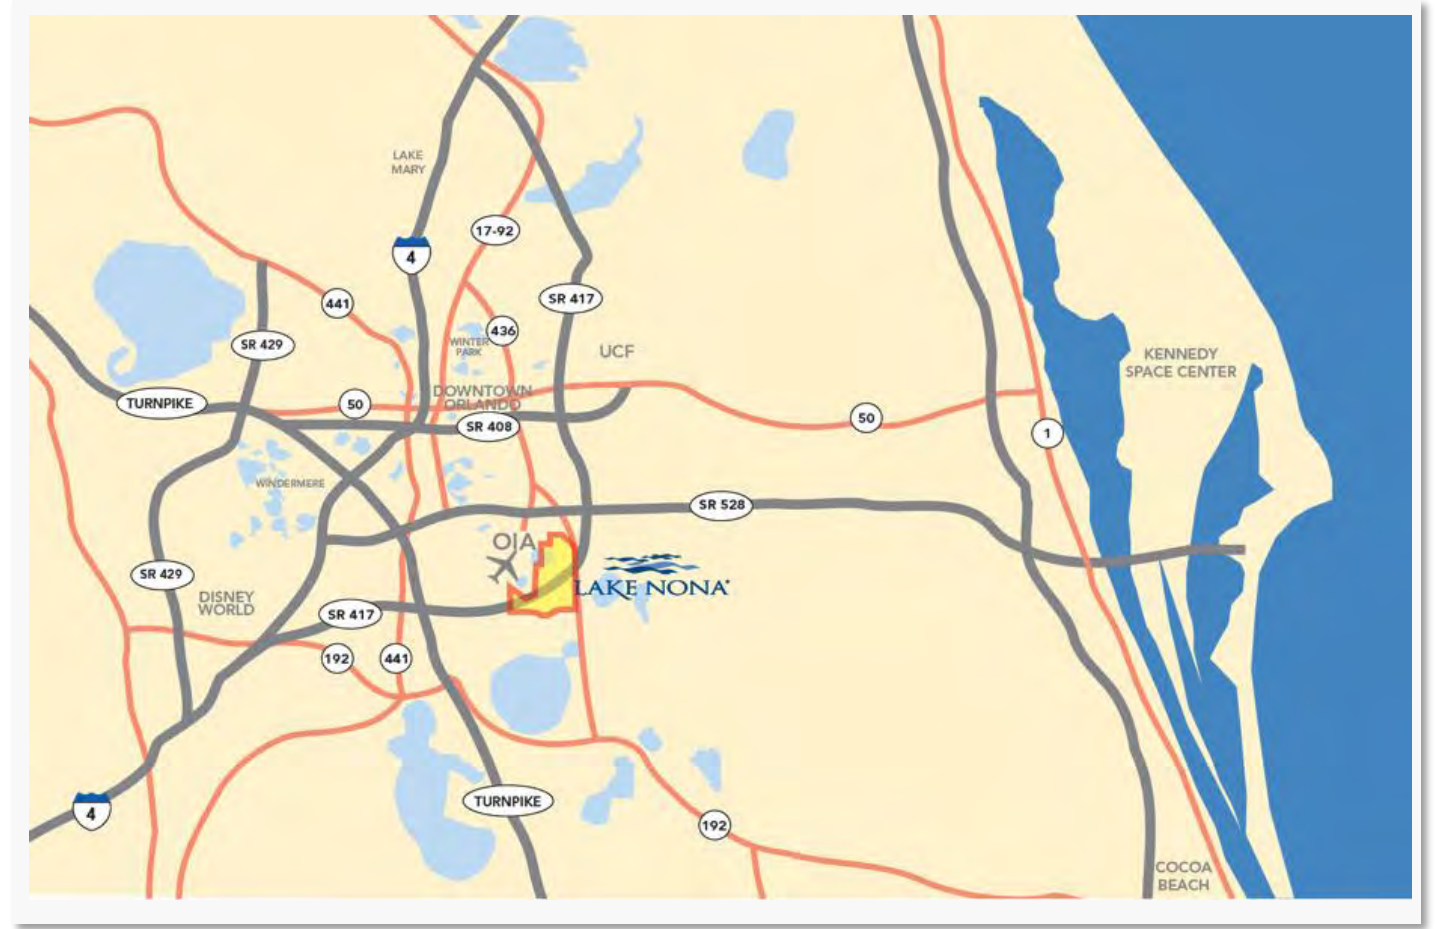 LAKE
MARY
17-92
4
441
SR 417
436
SR 429
WINTER
PARK
UCF
KENNEDY
SPACE CENTER
TURNPIKE
50
DOWNTOWN
ORLANDO
SR 408
50
1
WINDERMERE
SR 528
OIA
SR 429
LAKE NONA
DISNEY
WORLD
SR 417
192
441
TURNPIKE
4
192
COCOA
BEACH